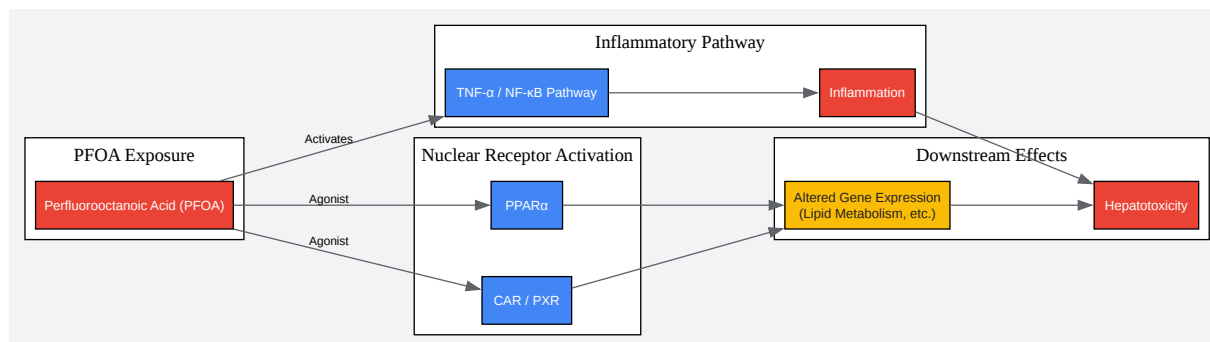 Inflammatory Pathway
TNF-α / NF-κB Pathway
Inflammation
Activates
PFOA Exposure
Perfluorooctanoic Acid (PFOA)
Agonist
Agonist
Nuclear Receptor Activation
PPARα
CAR / PXR
Downstream Effects
Altered Gene Expression
(Lipid Metabolism, etc.)
Hepatotoxicity